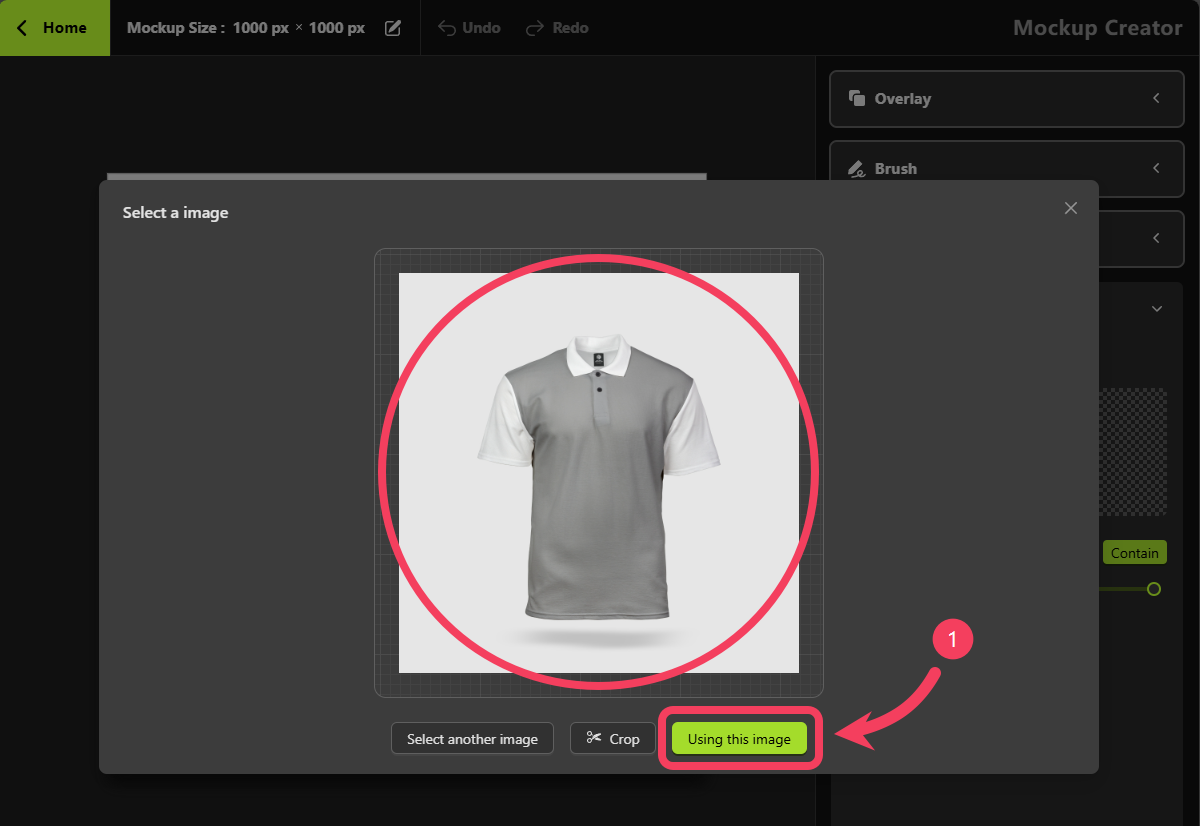 Home
Mockup Size : 1000 px × 1000 px
Undo
Redo
Mockup Creator
Overlay
Brush
Select a image
Contain
1
Select another image
Crop
Using this image